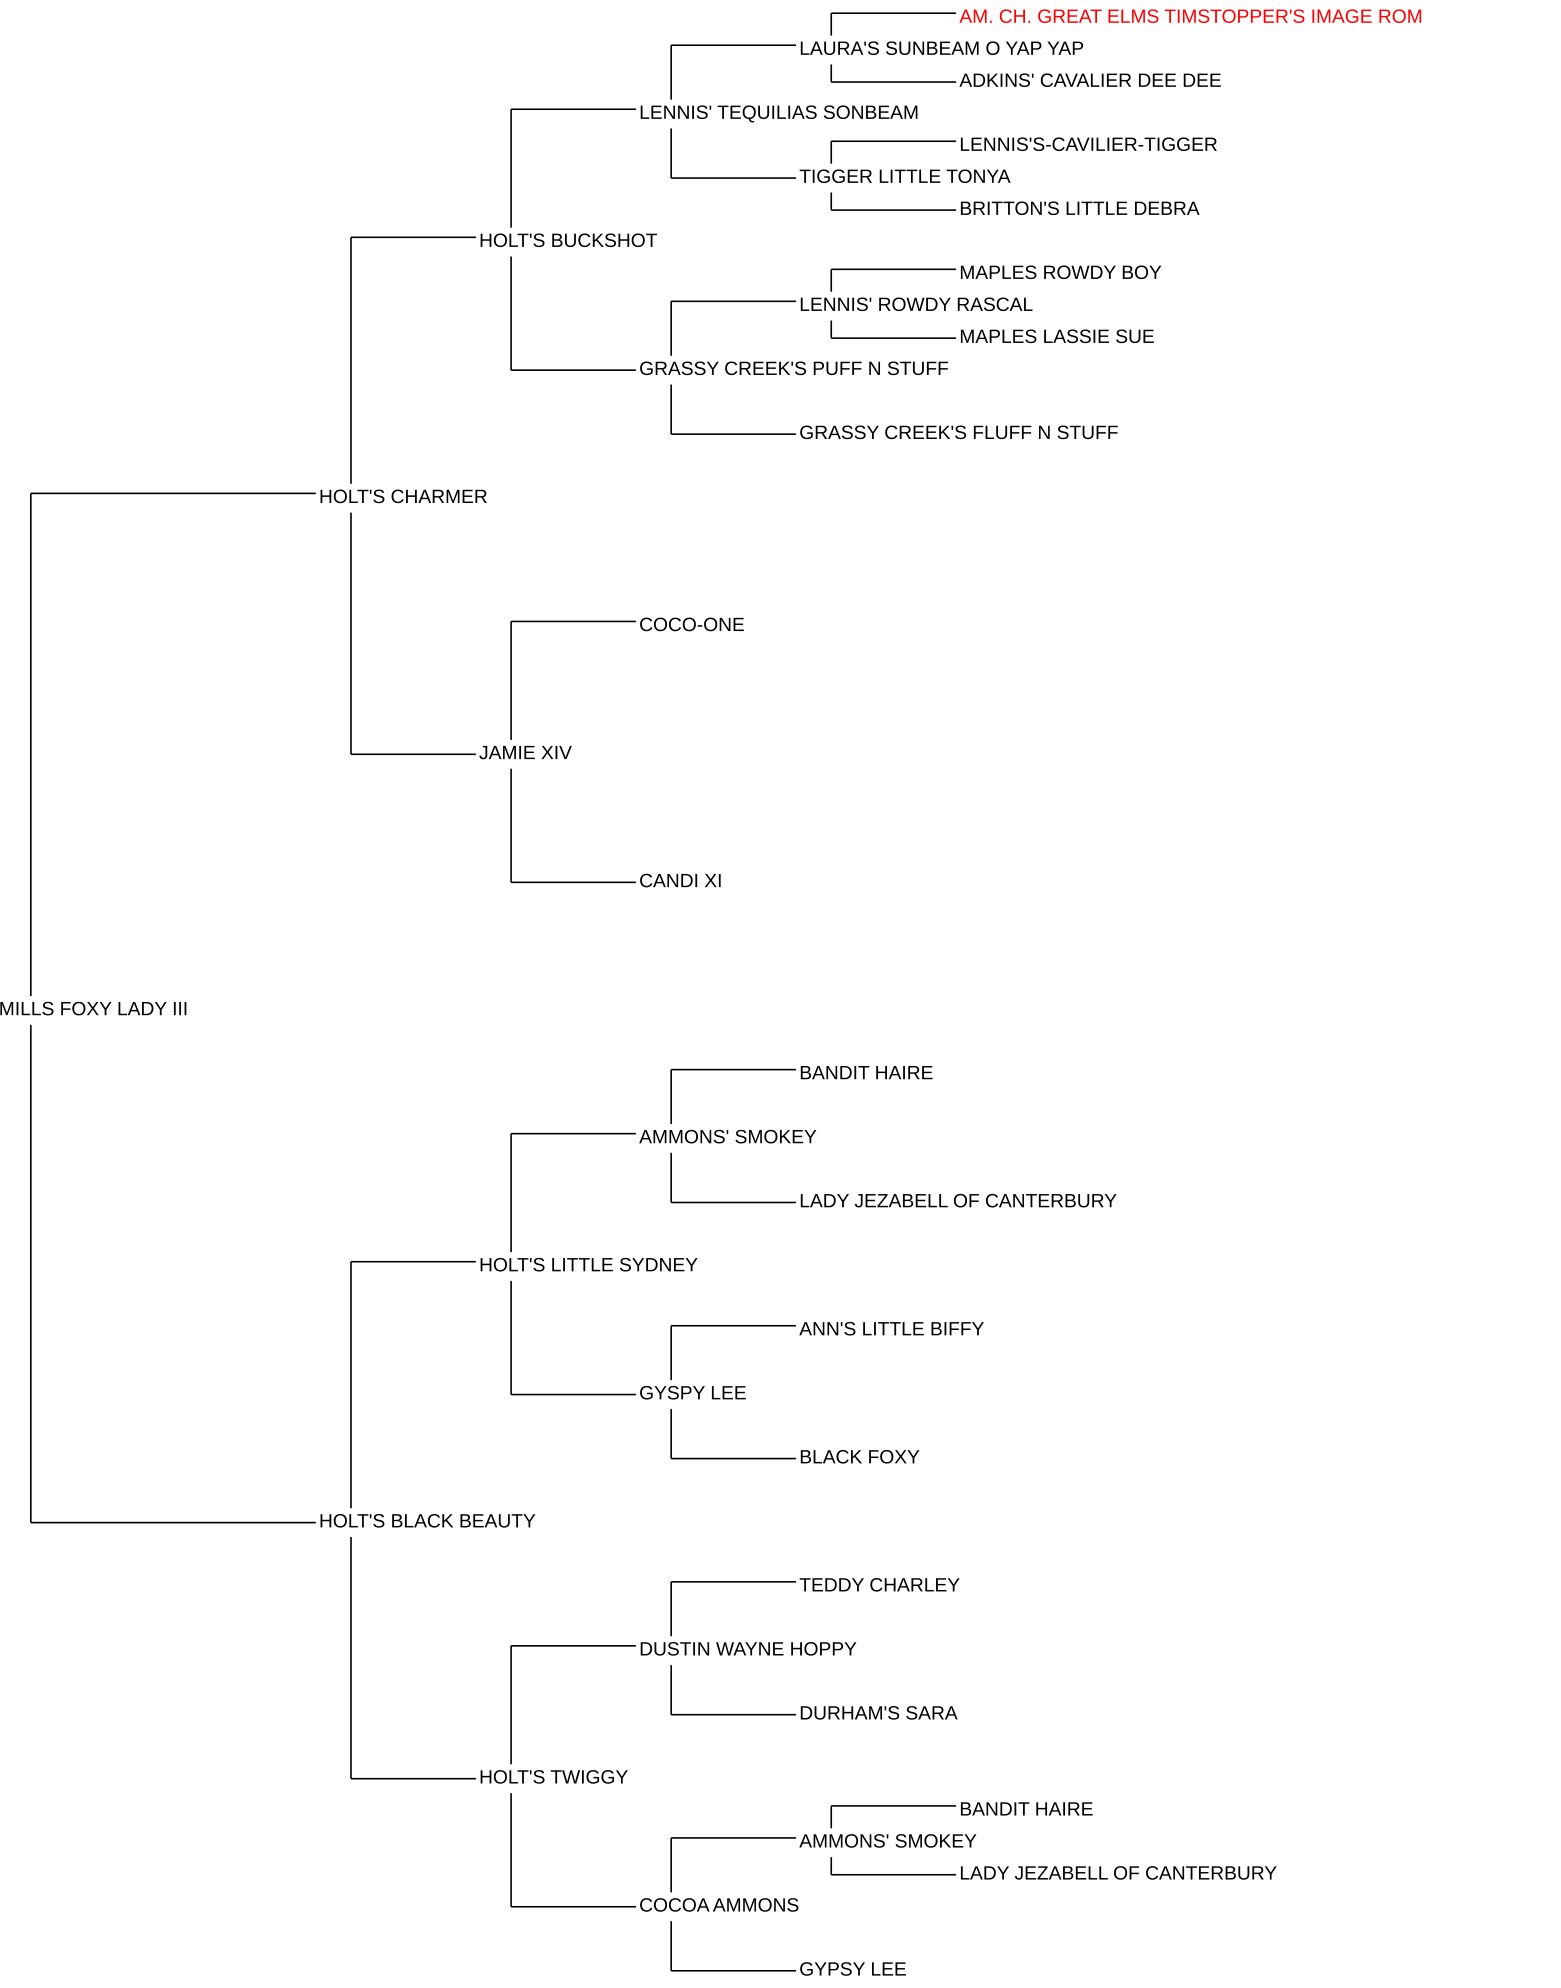 AM. CH. GREAT ELMS TIMSTOPPER'S IMAGE ROM
LAURA'S SUNBEAM O YAP YAP
ADKINS' CAVALIER DEE DEE
LENNIS' TEQUILIAS SONBEAM
LENNIS'S-CAVILIER-TIGGER
TIGGER LITTLE TONYA
BRITTON'S LITTLE DEBRA
HOLT'S BUCKSHOT
MAPLES ROWDY BOY
LENNIS' ROWDY RASCAL
MAPLES LASSIE SUE
GRASSY CREEK'S PUFF N STUFF
GRASSY CREEK'S FLUFF N STUFF
HOLT'S CHARMER
COCO-ONE
JAMIE XIV
CANDI XI
MILLS FOXY LADY III
BANDIT HAIRE
AMMONS' SMOKEY
LADY JEZABELL OF CANTERBURY
HOLT'S LITTLE SYDNEY
ANN'S LITTLE BIFFY
GYSPY LEE
BLACK FOXY
HOLT'S BLACK BEAUTY
TEDDY CHARLEY
DUSTIN WAYNE HOPPY
DURHAM'S SARA
HOLT'S TWIGGY
BANDIT HAIRE
AMMONS' SMOKEY
LADY JEZABELL OF CANTERBURY
COCOA AMMONS
GYPSY LEE